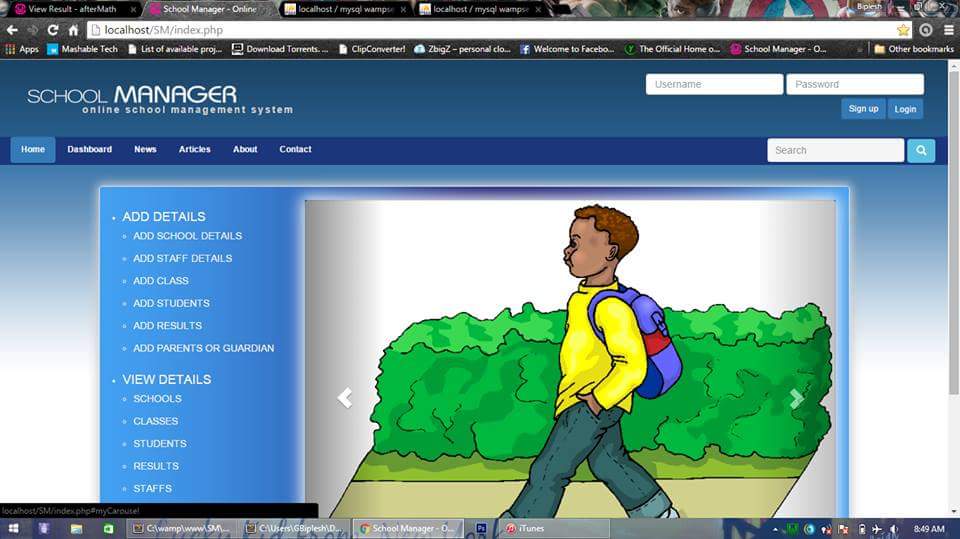 View Result - afterMath
School Manager - Online
localhost / mysql wampse
localhost / mysql wampse
Biplesh
localhost/SM/index.php
Apps
Mashable Tech
List of available proj...
Download Torrents. ...
ClipConverter!
ZbigZ – personal clo...
Welcome to Facebo...
The Official Home o...
School Manager - O...
Other bookmarks
SCHOOL MANAGER
online school management system
Username
Password
Sign up
Login
Home
Dashboard
News
Articles
About
Contact
Search
ADD DETAILS
ADD SCHOOL DETAILS
ADD STAFF DETAILS
ADD CLASS
ADD STUDENTS
ADD RESULTS
ADD PARENTS OR GUARDIAN
VIEW DETAILS
SCHOOLS
CLASSES
STUDENTS
RESULTS
STAFFS
localhost/SM/index.php#myCarousel
C:\wamp\www\SM\...
C:\Users\GBiplesh\D...
School Manager - O...
Ps
iTunes
8:49 AM